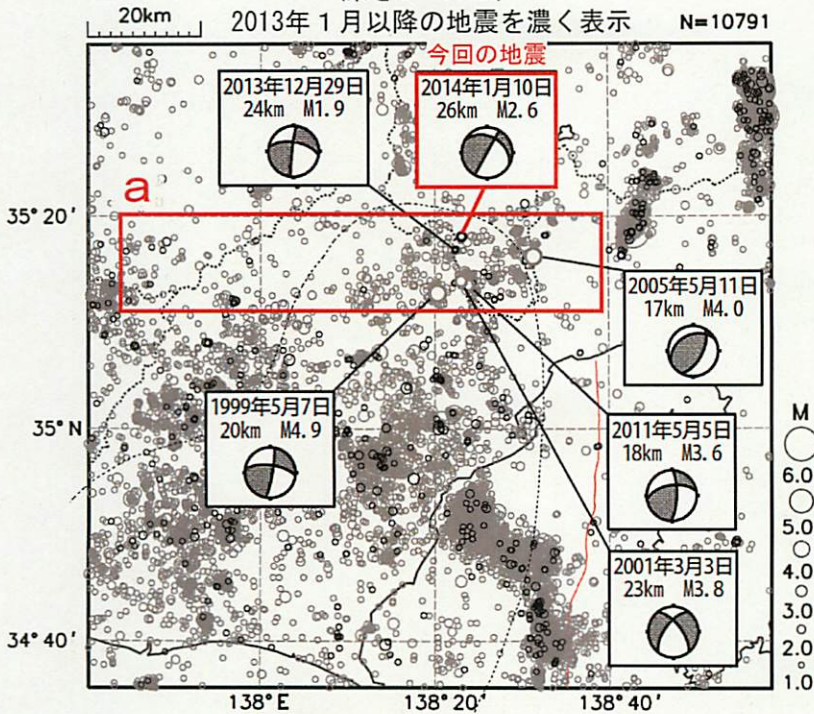 20km
2013年1月以降の地震を濃く表示
N=10791
今回の地震
2013年12月29日
24km M1.9
2014年1月10日
26km M2.6
a
35°20′
2005年5月11日
17km M4.0
1999年5月7日
20km M4.9
35°N
2011年5月5日
18km M3.6
2001年3月3日
23km M3.8
34°40′
M
6.0
5.0
4.0
3.0
2.0
1.0
138°E
138°20′
138°40′